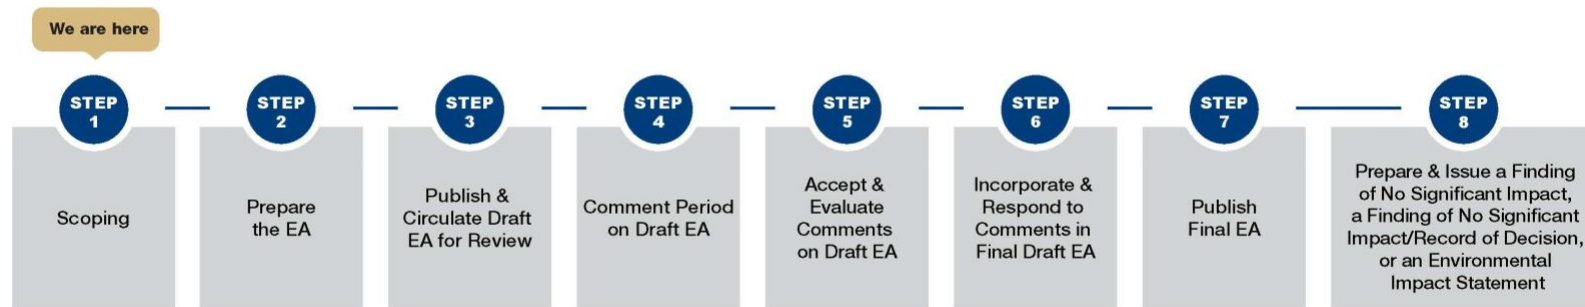 We are here
STEP
1
STEP
2
STEP
3
STEP
4
STEP
5
STEP
6
STEP
7
STEP
8
Scoping
Prepare
the EA
Publish &
Circulate Draft
EA for Review
Comment Period
on Draft EA
Accept &
Evaluate
Comments
on Draft EA
Incorporate &
Respond to
Comments in
Final Draft EA
Publish
Final EA
Prepare & Issue a Finding
of No Significant Impact,
a Finding of No Significant
Impact/Record of Decision,
or an Environmental
Impact Statement